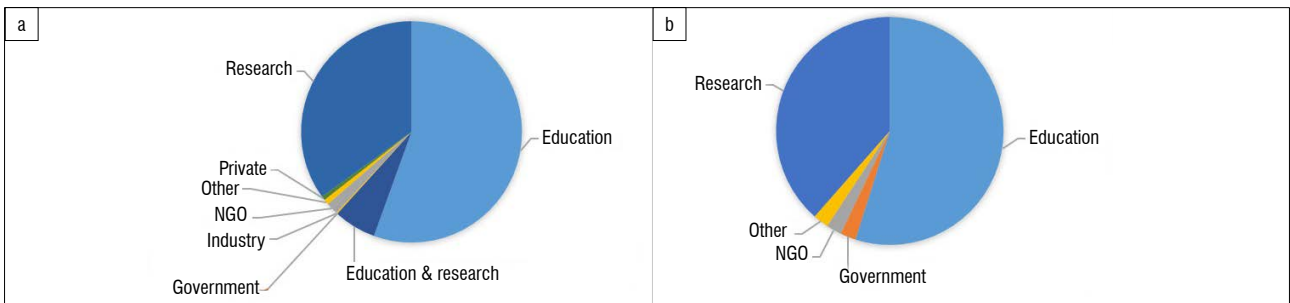 a
Research
Education
Private
Other
NGO
Industry
Government
Education & research
b
Research
Education
Other
NGO
Government